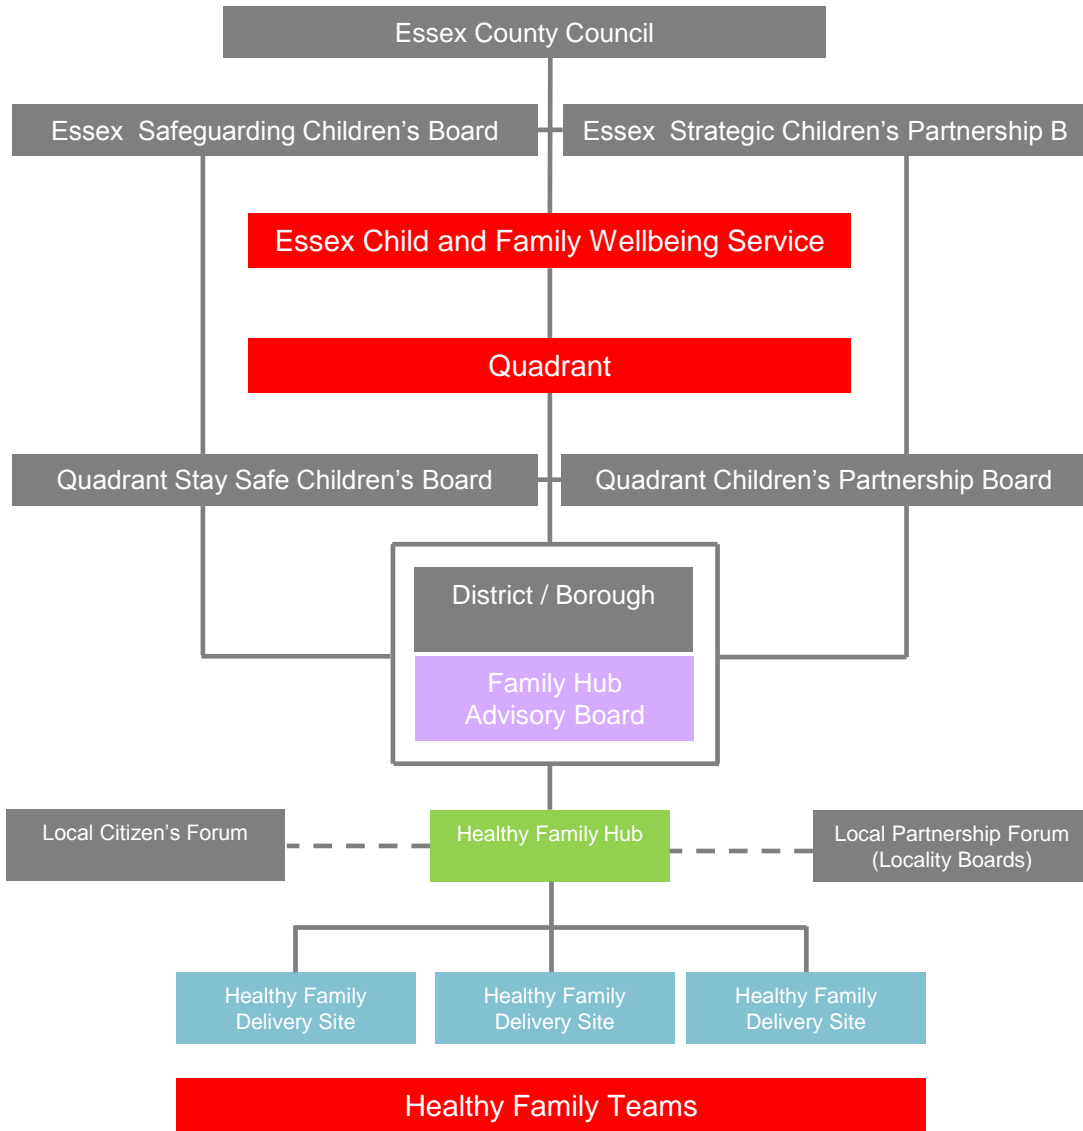 Essex County Council
Essex  Safeguarding Children's Board
Essex  Strategic Children's Partnership B
Essex Child and Family Wellbeing Service
Quadrant
Quadrant Stay Safe Children's Board
Quadrant Children's Partnership Board
District / Borough
Family Hub
Advisory Board
Local Citizen's Forum
Healthy Family Hub
Local Partnership Forum
(Locality Boards)
Healthy Family
Delivery Site
Healthy Family
Delivery Site
Healthy Family
Delivery Site
Healthy Family Teams